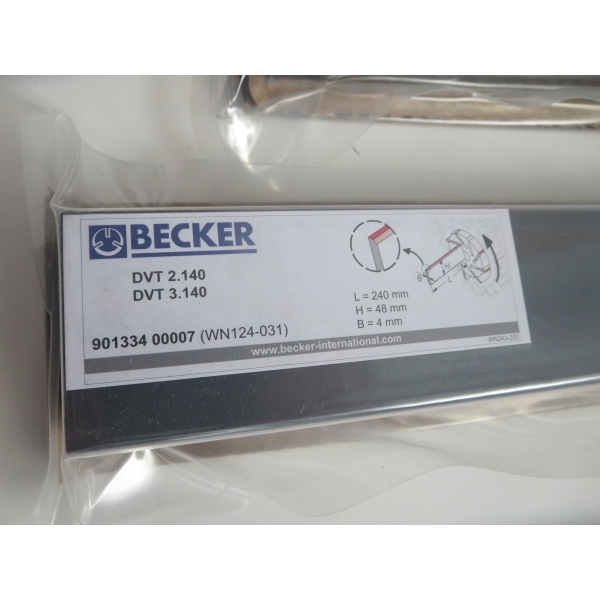 BECKER
DVT 2.140
DVT 3.140
901334 00007 (WN124-031)
B
H
L
L = 240 mm
H = 48 mm
B = 4 mm
www.becker-international.com